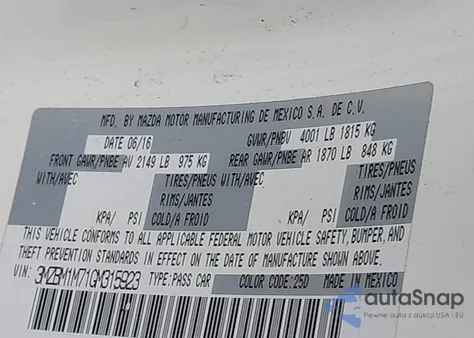 MFD. BY MAZDA MOTOR MANUFACTURING DE MEXICO S.A. DE C.V.
DATE 06/16 GVWR/PNBV 4001 LB 1815 KG
FRONT GAWR/PNBE AV 2149 LB 975 KG REAR GAWR/PNBE AR 1870 LB 848 KG
WITH/AVEC TIRES/PNEUS WITH/AVEC TIRES/PNEUS
RIMS/JANTES RIMS/JANTES
KPA/ PSI COLD/A FROID KPA/ PSI COLD/A FROID
THIS VEHICLE CONFORMS TO ALL APPLICABLE FEDERAL MOTOR VEHICLE SAFETY, BUMPER, AND
THEFT PREVENTION STANDARDS IN EFFECT ON THE DATE OF MANUFACTURE SHOWN ABOVE.
VIN: 3MZBM1M71GM315923 TYPE:PASS CAR COLOR CODE:25D MADE IN MEXICO
autoSnap
Pewne auto z aukcji USA i EU